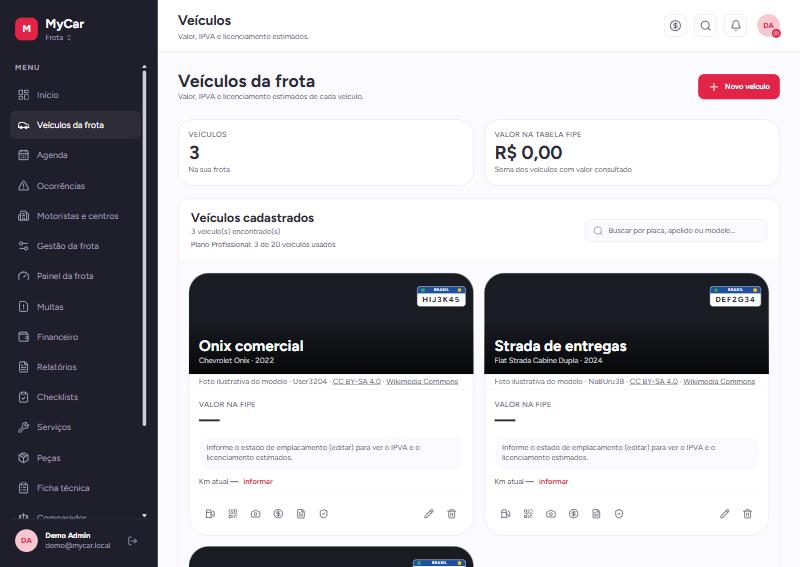 M
MyCar
Frota
MENU
Início
Veículos da frota
Agenda
Ocorrências
Motoristas e centros
Gestão da frota
Painel da frota
Multas
Financeiro
Relatórios
Checklists
Serviços
Peças
Ficha técnica
Comparador
DA
Demo Admin
demo@mycar.local
Veículos
Valor, IPVA e licenciamento estimados.
DA
Veículos da frota
Valor, IPVA e licenciamento estimados de cada veículo.
Novo veículo
VEÍCULOS
3
Na sua frota
VALOR NA TABELA FIPE
R$ 0,00
Soma dos veículos com valor consultado
Veículos cadastrados
3 veículo(s) encontrado(s)
Plano Profissional: 3 de 20 veículos usados
Buscar por placa, apelido ou modelo...
BRASIL
HIJ3K45
Onix comercial
Chevrolet Onix · 2022
Foto ilustrativa do modelo · User3204 · CC BY-SA 4.0 · Wikimedia Commons
VALOR NA FIPE
—
Informe o estado de emplacamento (editar) para ver o IPVA e o
licenciamento estimados.
Km atual — informar
BRASIL
DEF2G34
Strada de entregas
Fiat Strada Cabine Dupla · 2024
Foto ilustrativa do modelo · NaBUru38 · CC BY-SA 4.0 · Wikimedia Commons
VALOR NA FIPE
—
Informe o estado de emplacamento (editar) para ver o IPVA e o
licenciamento estimados.
Km atual — informar
BRASIL